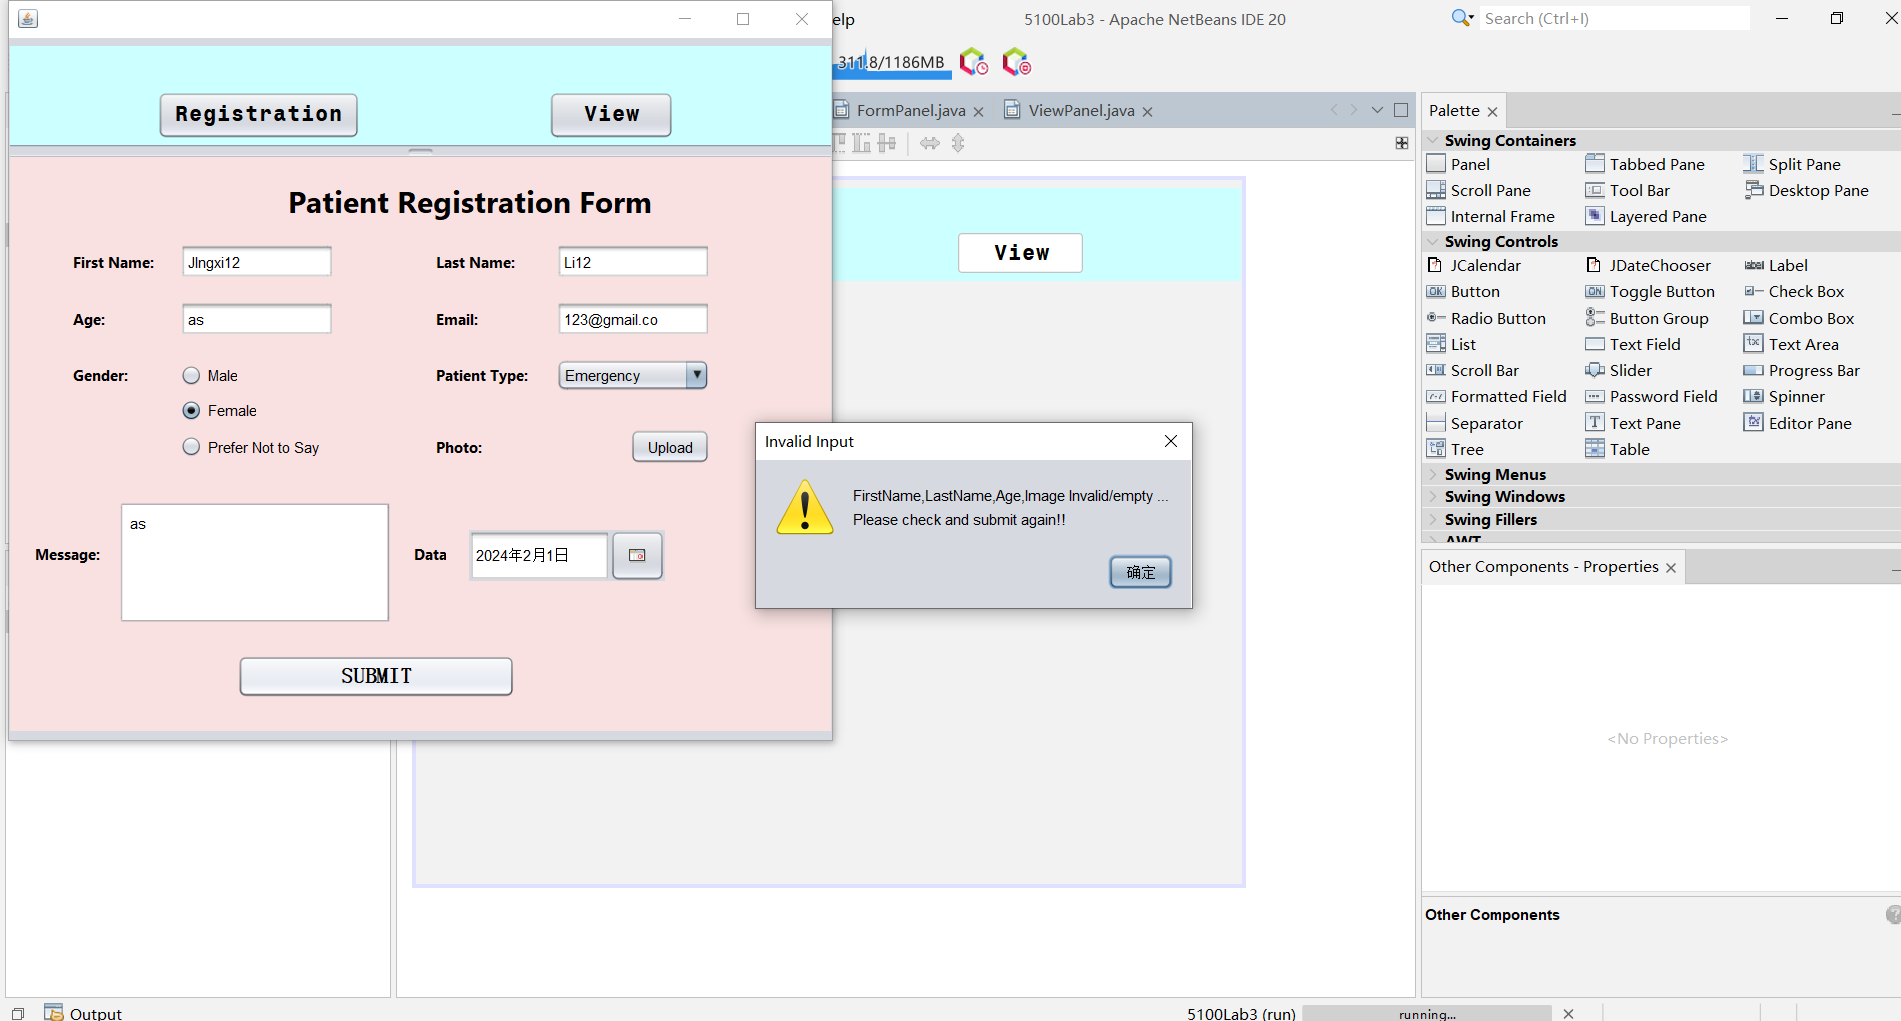 elp
5100Lab3 - Apache NetBeans IDE 20
Search (Ctrl+I)
311.8/1186MB
Registration
View
FormPanel.java
ViewPanel.java
Patient Registration Form
First Name:
JIngxi12
Last Name:
Li12
Age:
as
Email:
123@gmail.co
Gender:
Male
Female
Prefer Not to Say
Patient Type:
Emergency
Photo:
Upload
Message:
as
Data
2024年2月1日
SUBMIT
View
Invalid Input
FirstName,LastName,Age,Image Invalid/empty ...
Please check and submit again!!
确定
Palette
Swing Containers
Panel
Tabbed Pane
Split Pane
Scroll Pane
Tool Bar
Desktop Pane
Internal Frame
Layered Pane
Swing Controls
JCalendar
JDateChooser
label Label
OK Button
ON Toggle Button
Check Box
Radio Button
Button Group
Combo Box
List
Text Field
Text Area
Scroll Bar
Slider
Progress Bar
Formatted Field
Password Field
Spinner
Separator
Text Pane
Editor Pane
Tree
Table
Swing Menus
Swing Windows
Swing Fillers
AWT
Other Components - Properties
<No Properties>
Other Components
Output
5100Lab3 (run)
running...